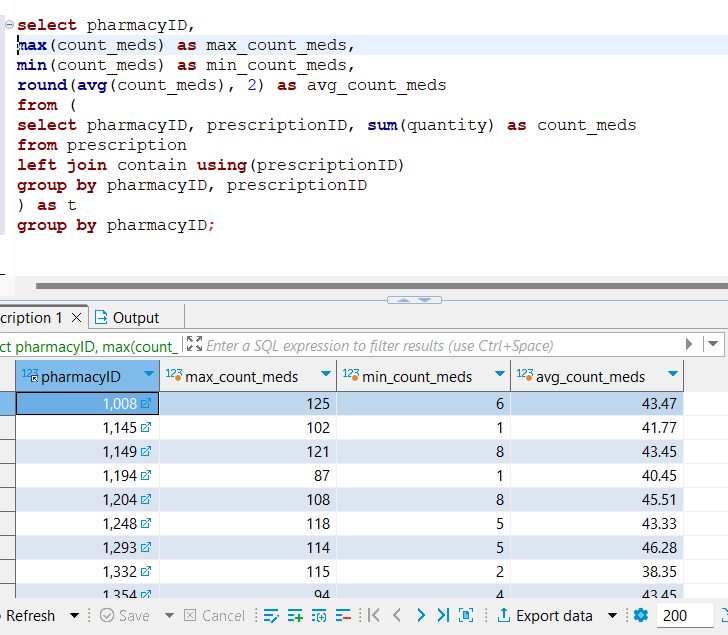 select pharmacyID,
max(count_meds) as max_count_meds,
min(count_meds) as min_count_meds,
round(avg(count_meds), 2) as avg_count_meds
from (
select pharmacyID, prescriptionID, sum(quantity) as count_meds
from prescription
left join contain using(prescriptionID)
group by pharmacyID, prescriptionID
) as t
group by pharmacyID;
cription 1 Output
ct pharmacyID, max(count_ Enter a SQL expression to filter results (use Ctrl+Space)
123 pharmacyID 123 max_count_meds 123 min_count_meds 123 avg_count_meds
1,008 125 6 43.47
1,145 102 1 41.77
1,149 121 8 43.45
1,194 87 1 40.45
1,204 108 8 45.51
1,248 118 5 43.33
1,293 114 5 46.28
1,332 115 2 38.35
1,354 94 4 43.45
Refresh Save Cancel Export data 200